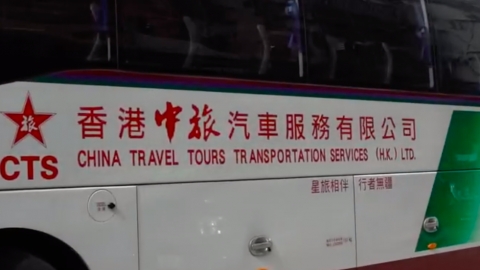 旅
CTS
香港中旅汽車服務有限公司
CHINA TRAVEL TOURS TRANSPORTATION SERVICES (H.K.) LTD.
星旅相伴 行者無疆